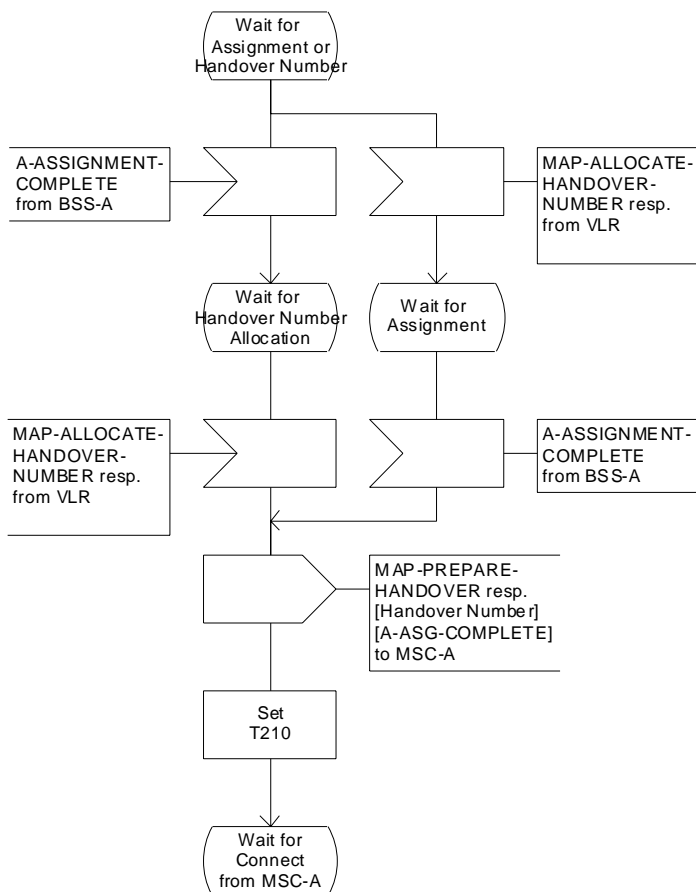 Wait for
Assignment or
Handover Number
A-ASSIGNMENT-
COMPLETE
from BSS-A
MAP-ALLOCATE-
HANDOVER-
NUMBER resp.
from VLR
Wait for
Handover Number
Allocation
Wait for
Assignment
MAP-ALLOCATE-
HANDOVER-
NUMBER resp.
from VLR
A-ASSIGNMENT-
COMPLETE
from BSS-A
MAP-PREPARE-
HANDOVER resp.
[Handover Number]
[A-ASG-COMPLETE]
to MSC-A
Set
T210
Wait for
Connect
from MSC-A